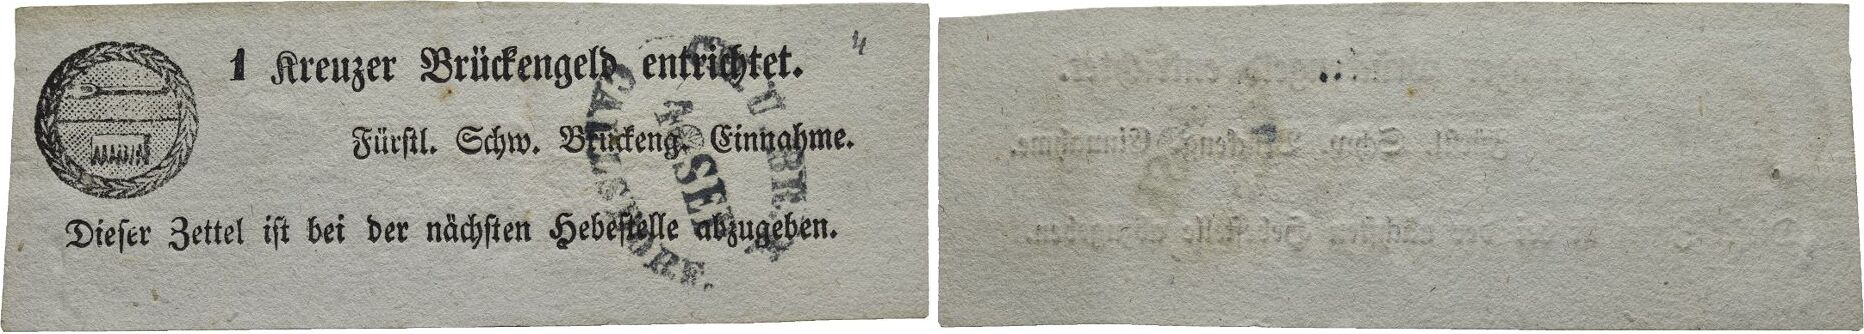 1 Kreuzer Brückengeld entrichtet.
Fürstl. Schw. Brückeng. Einnahme.
Dieser Zettel ist bei der nächsten Hebestelle abzugeben.